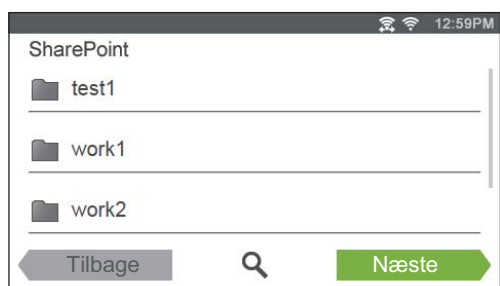 12:59PM
SharePoint
test1
work1
work2
Tilbage
Næste